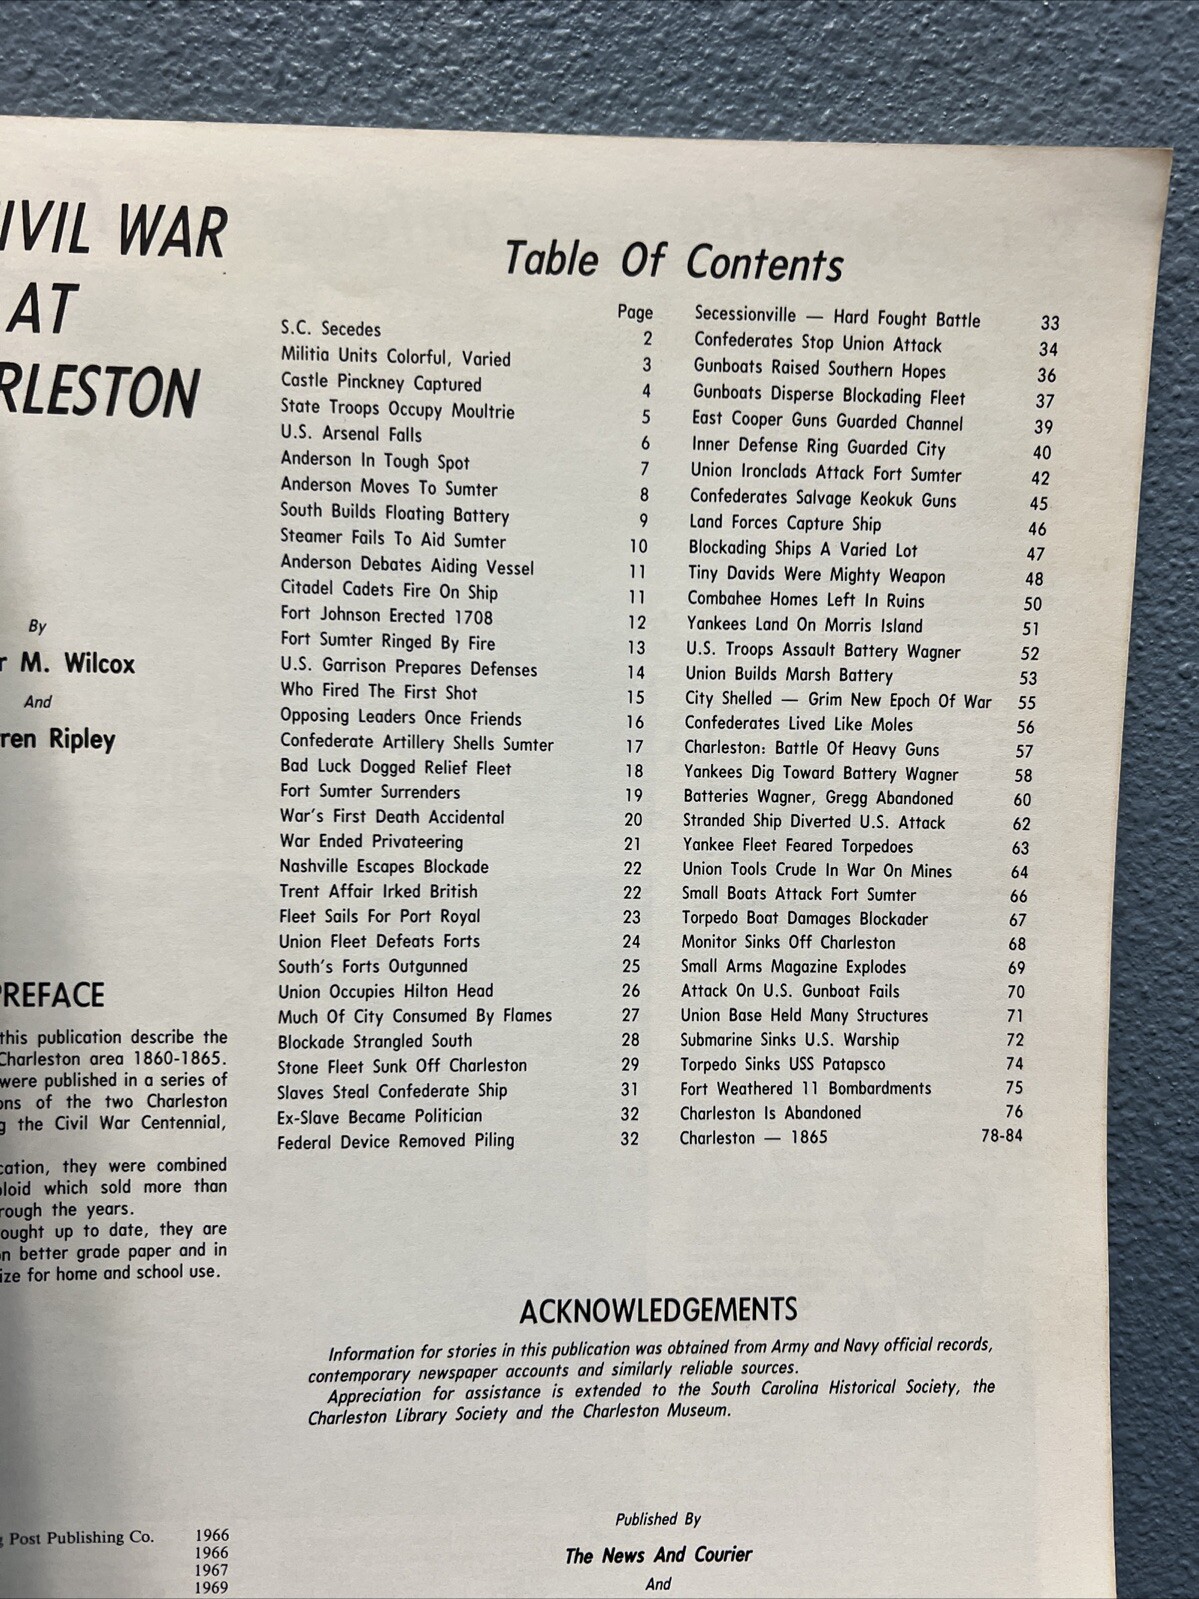 CIVIL WAR
AT
RLESTON
By
r M. Wilcox
And
ren Ripley
PREFACE
this publication describe the
Charleston area 1860-1865.
were published in a series of
ons of the two Charleston
g the Civil War Centennial,
cation, they were combined
loid which sold more than
rough the years.
ought up to date, they are
on better grade paper and in
ize for home and school use.
g Post Publishing Co. 1966
1966
1967
1969
Table Of Contents
Page
S.C. Secedes 2
Militia Units Colorful, Varied 3
Castle Pinckney Captured 4
State Troops Occupy Moultrie 5
U.S. Arsenal Falls 6
Anderson In Tough Spot 7
Anderson Moves To Sumter 8
South Builds Floating Battery 9
Steamer Fails To Aid Sumter 10
Anderson Debates Aiding Vessel 11
Citadel Cadets Fire On Ship 11
Fort Johnson Erected 1708 12
Fort Sumter Ringed By Fire 13
U.S. Garrison Prepares Defenses 14
Who Fired The First Shot 15
Opposing Leaders Once Friends 16
Confederate Artillery Shells Sumter 17
Bad Luck Dogged Relief Fleet 18
Fort Sumter Surrenders 19
War's First Death Accidental 20
War Ended Privateering 21
Nashville Escapes Blockade 22
Trent Affair Irked British 22
Fleet Sails For Port Royal 23
Union Fleet Defeats Forts 24
South's Forts Outgunned 25
Union Occupies Hilton Head 26
Much Of City Consumed By Flames 27
Blockade Strangled South 28
Stone Fleet Sunk Off Charleston 29
Slaves Steal Confederate Ship 31
Ex-Slave Became Politician 32
Federal Device Removed Piling 32
Secessionville — Hard Fought Battle 33
Confederates Stop Union Attack 34
Gunboats Raised Southern Hopes 36
Gunboats Disperse Blockading Fleet 37
East Cooper Guns Guarded Channel 39
Inner Defense Ring Guarded City 40
Union Ironclads Attack Fort Sumter 42
Confederates Salvage Keokuk Guns 45
Land Forces Capture Ship 46
Blockading Ships A Varied Lot 47
Tiny Davids Were Mighty Weapon 48
Combahee Homes Left In Ruins 50
Yankees Land On Morris Island 51
U.S. Troops Assault Battery Wagner 52
Union Builds Marsh Battery 53
City Shelled — Grim New Epoch Of War 55
Confederates Lived Like Moles 56
Charleston: Battle Of Heavy Guns 57
Yankees Dig Toward Battery Wagner 58
Batteries Wagner, Gregg Abandoned 60
Stranded Ship Diverted U.S. Attack 62
Yankee Fleet Feared Torpedoes 63
Union Tools Crude In War On Mines 64
Small Boats Attack Fort Sumter 66
Torpedo Boat Damages Blockader 67
Monitor Sinks Off Charleston 68
Small Arms Magazine Explodes 69
Attack On U.S. Gunboat Fails 70
Union Base Held Many Structures 71
Submarine Sinks U.S. Warship 72
Torpedo Sinks USS Patapsco 74
Fort Weathered 11 Bombardments 75
Charleston Is Abandoned 76
Charleston — 1865 78-84
ACKNOWLEDGEMENTS
Information for stories in this publication was obtained from Army and Navy official records,
contemporary newspaper accounts and similarly reliable sources.
Appreciation for assistance is extended to the South Carolina Historical Society, the
Charleston Library Society and the Charleston Museum.
Published By
The News And Courier
And